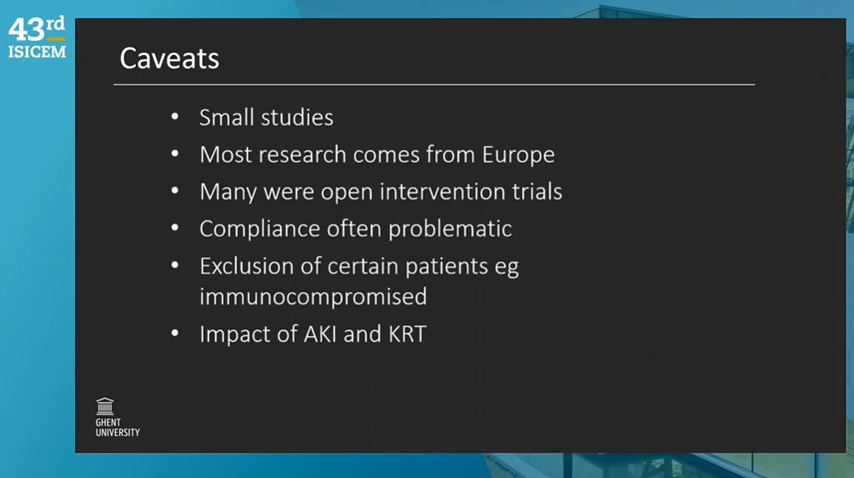 43rd
ISICEM
Caveats
• Small studies
• Most research comes from Europe
• Many were open intervention trials
• Compliance often problematic
• Exclusion of certain patients eg
immunocompromised
• Impact of AKI and KRT
GHENT
UNIVERSITY